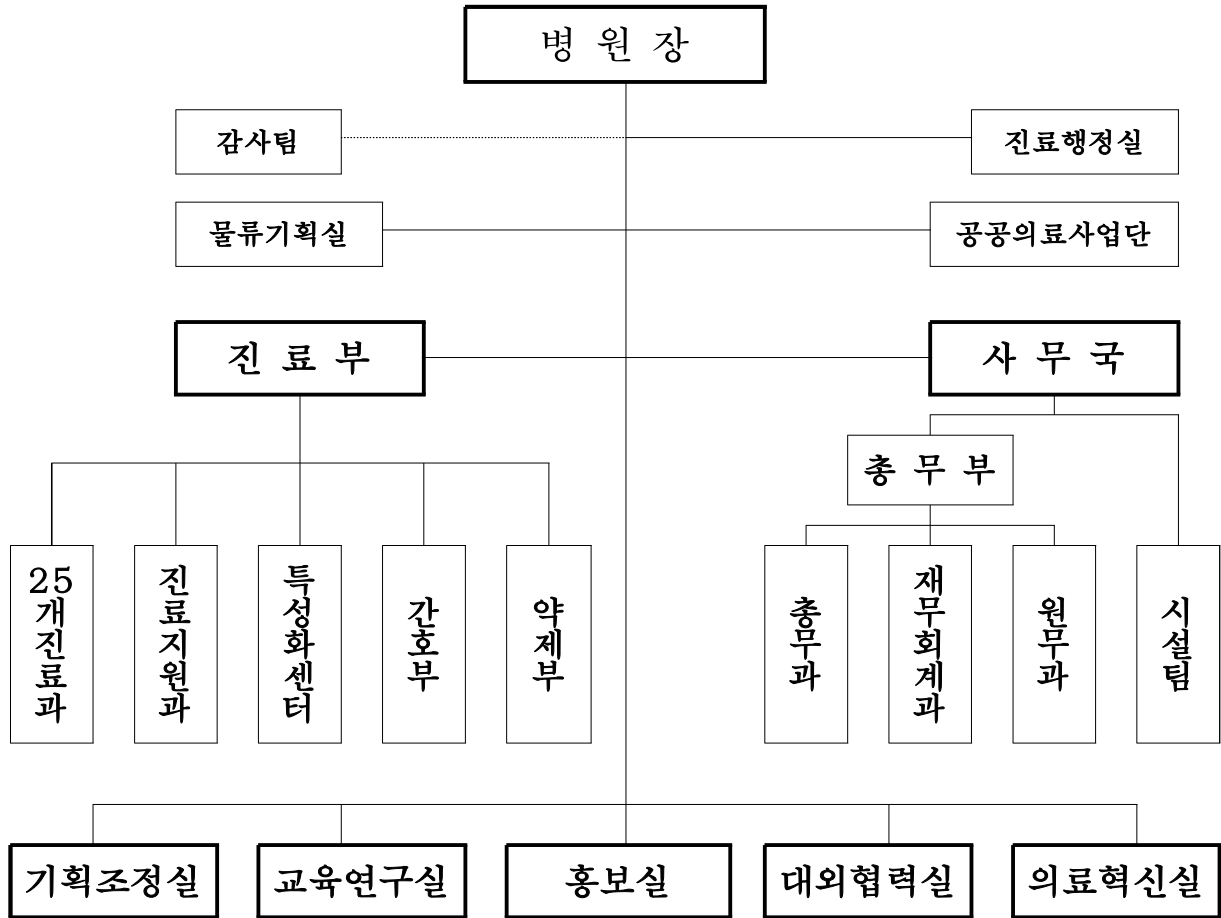 병 원 장
감사팀
진료행정실
물류기획실
공공의료사업단
진 료 부
사 무 국
총 무 부
25개진료과
진료지원과
특성화센터
간호부
약제부
총무과
재무회계과
원무과
시설팀
기획조정실
교육연구실
홍보실
대외협력실
의료혁신실